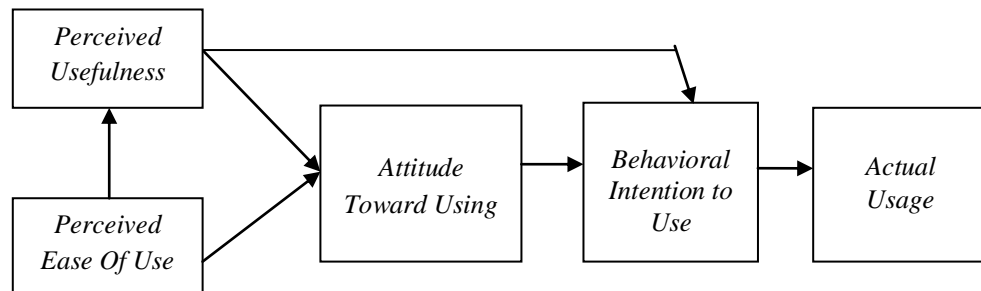 Perceived
Usefulness
Perceived
Ease Of Use
Attitude
Toward Using
Behavioral
Intention to
Use
Actual
Usage